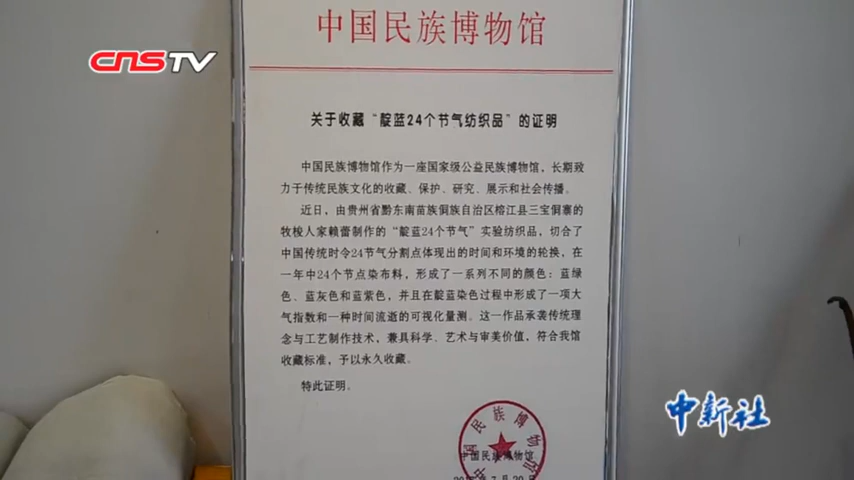 CNSTV
中国民族博物馆
关于收藏“靛蓝24个节气纺织品”的证明
中国民族博物馆作为一座国家级公益民族博物馆，长期致
力于传统民族文化的收藏、保护、研究、展示和社会传播。
近日，由贵州省黔东南苗族侗族自治区榕江县三宝侗寨的
牧梭人家赖蕾制作的“靛蓝24个节气”实验纺织品，切合了
中国传统时令24节气分割点体现出的时间和环境的轮换，在
一年中24个节点染布料，形成了一系列不同的颜色：蓝绿
色、蓝灰色和蓝紫色，并且在靛蓝染色过程中形成了一项大
气指数和一种时间流逝的可视化量测。这一作品承袭传统理
念与工艺制作技术，兼具科学、艺术与审美价值，符合我馆
收藏标准，予以永久收藏。
特此证明。
中国民族博物馆
中国民族博物馆
中新社